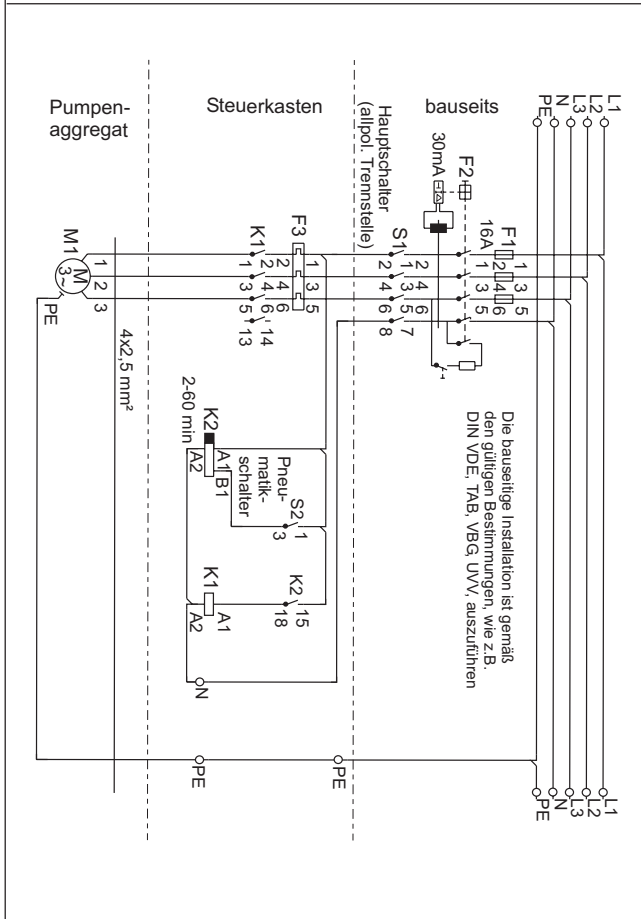 Pumpen-
aggregat
Steuerkasten
Hauptschalter
(allpol. Trennstelle)
bauseits
L1
L2
L3
N
PE
30mA
F2
F1
16A
1
2
3
4
5
6
S1
1
2
3
4
5
6
7
8
F3
1
2
3
4
5
6
K1
1
2
3
4
5
6
13
14
M1
M
3~
1
2
3
PE
4x2,5 mm²
Die bauseitige Installation ist gemäß
den gültigen Bestimmungen, wie z.B.
DIN VDE, TAB, VBG, UVV, auszuführen
K2
2-60 min
A1
B1
A2
Pneu-
matik-
schalter
S2
1
3
K2
15
18
K1
A1
A2
N
PE
PE
L1
L2
L3
N
PE